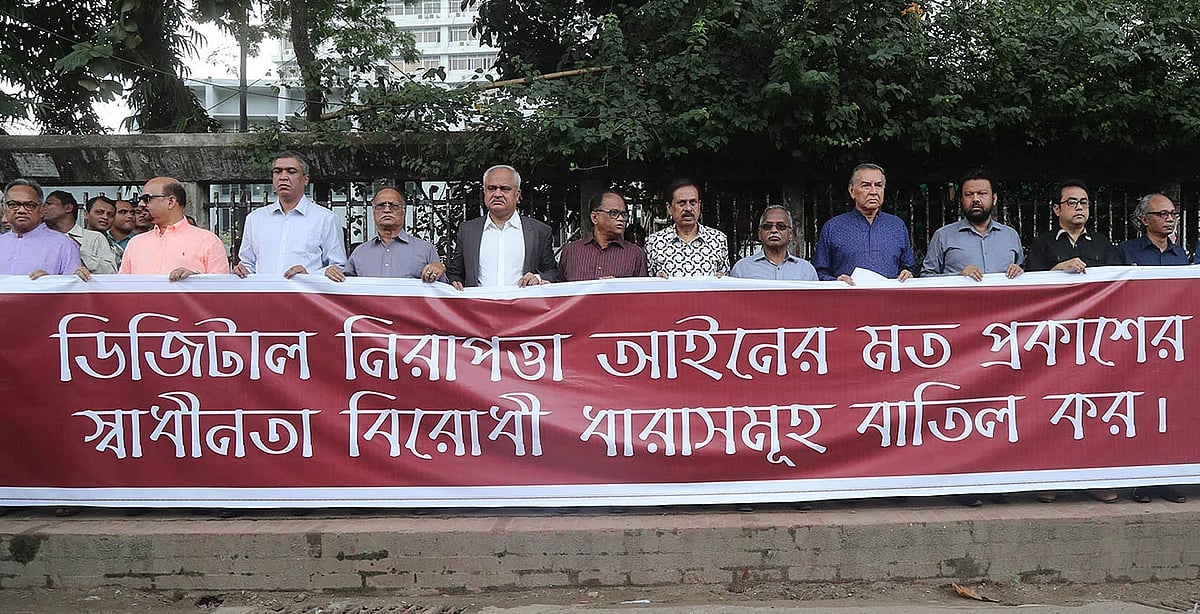 ডিজিটাল নিরাপত্তা আইনের মত প্রকাশের
স্বাধীনতা বিরোধী ধারাসমূহ বাতিল কর।